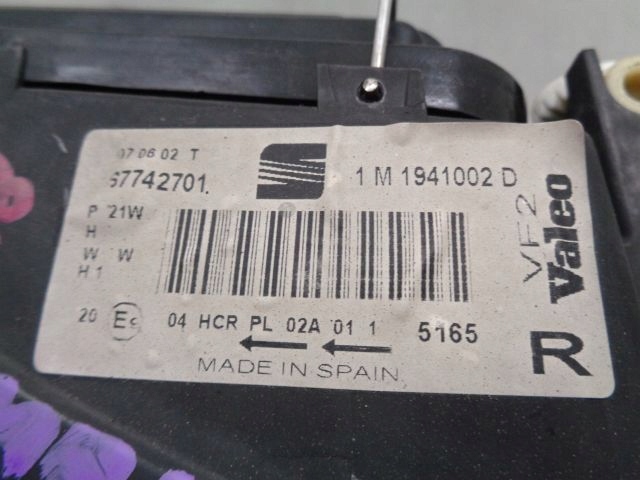 07 06 02 T
67742701.
1 M 1941002 D
P 21W
H
W W
H 1
20 E9 04 HCR PL 02A 01 1 5165
MADE IN SPAIN
VF2
Valeo
R